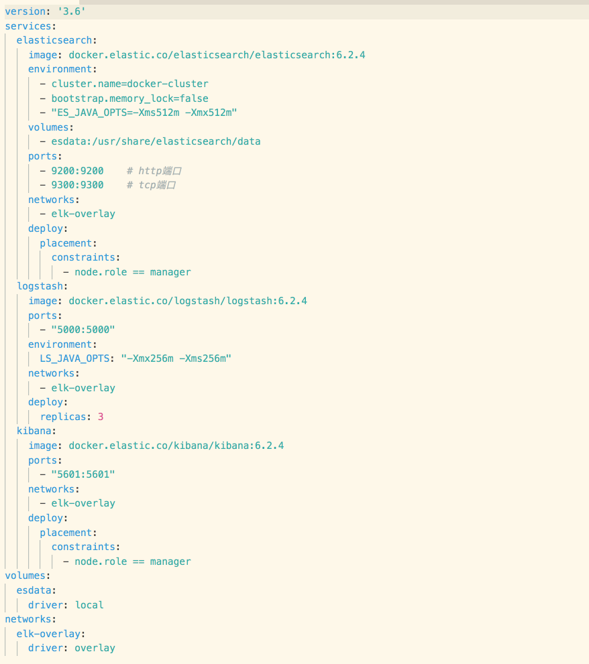 version: '3.6'
services:
  elasticsearch:
    image: docker.elastic.co/elasticsearch/elasticsearch:6.2.4
    environment:
      - cluster.name=docker-cluster
      - bootstrap.memory_lock=false
      - "ES_JAVA_OPTS=-Xms512m -Xmx512m"
    volumes:
      - esdata:/usr/share/elasticsearch/data
    ports:
      - 9200:9200    # http端口
      - 9300:9300    # tcp端口
    networks:
      - elk-overlay
    deploy:
      placement:
        constraints:
          - node.role == manager
  logstash:
    image: docker.elastic.co/logstash/logstash:6.2.4
    ports:
      - "5000:5000"
    environment:
      LS_JAVA_OPTS: "-Xmx256m -Xms256m"
    networks:
      - elk-overlay
    deploy:
      replicas: 3
  kibana:
    image: docker.elastic.co/kibana/kibana:6.2.4
    ports:
      - "5601:5601"
    networks:
      - elk-overlay
    deploy:
      placement:
        constraints:
          - node.role == manager
volumes:
  esdata:
    driver: local
networks:
  elk-overlay:
    driver: overlay